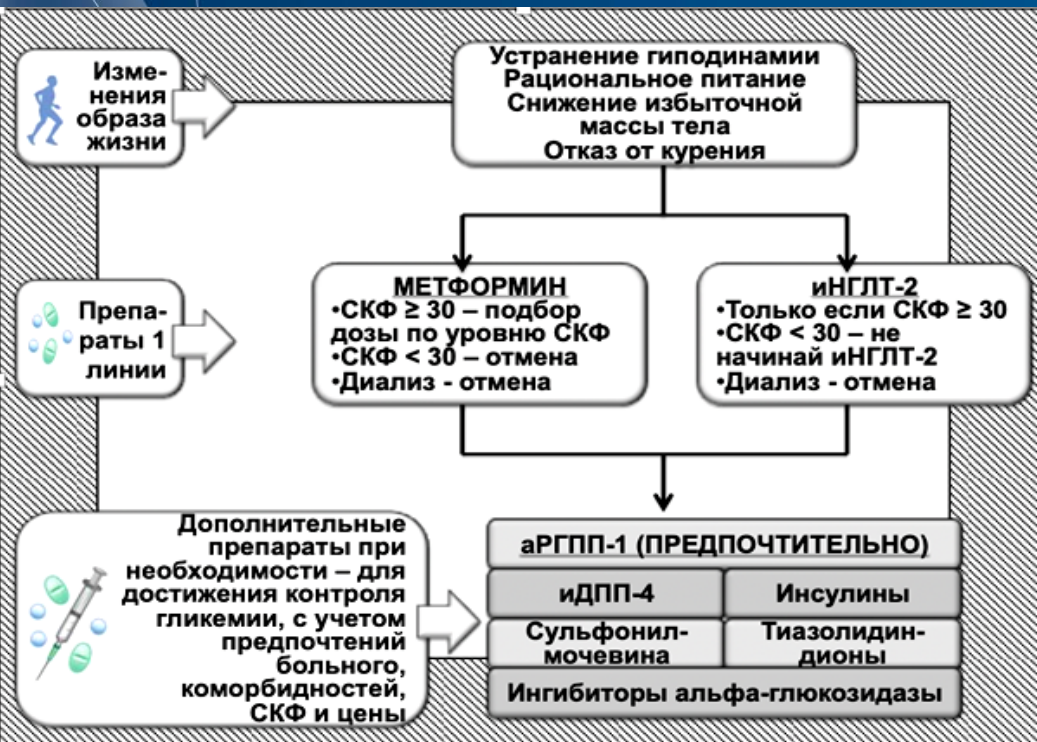 Изме-
нения
образа
жизни
Устранение гиподинамии
Рациональное питание
Снижение избыточной
массы тела
Отказ от курения
Препа-
раты 1
линии
МЕТФОРМИН
•СКФ ≥ 30 – подбор
дозы по уровню СКФ
•СКФ < 30 – отмена
•Диализ - отмена
иНГЛТ-2
•Только если СКФ ≥ 30
•СКФ < 30 – не
начинай иНГЛТ-2
•Диализ - отмена
Дополнительные
препараты при
необходимости – для
достижения контроля
гликемии, с учетом
предпочтений
больного,
коморбидностей,
СКФ и цены
аРГПП-1 (ПРЕДПОЧТИТЕЛЬНО)
иДПП-4
Инсулины
Сульфонил-
мочевина
Тиазолидин-
дионы
Ингибиторы альфа-глюкозидазы